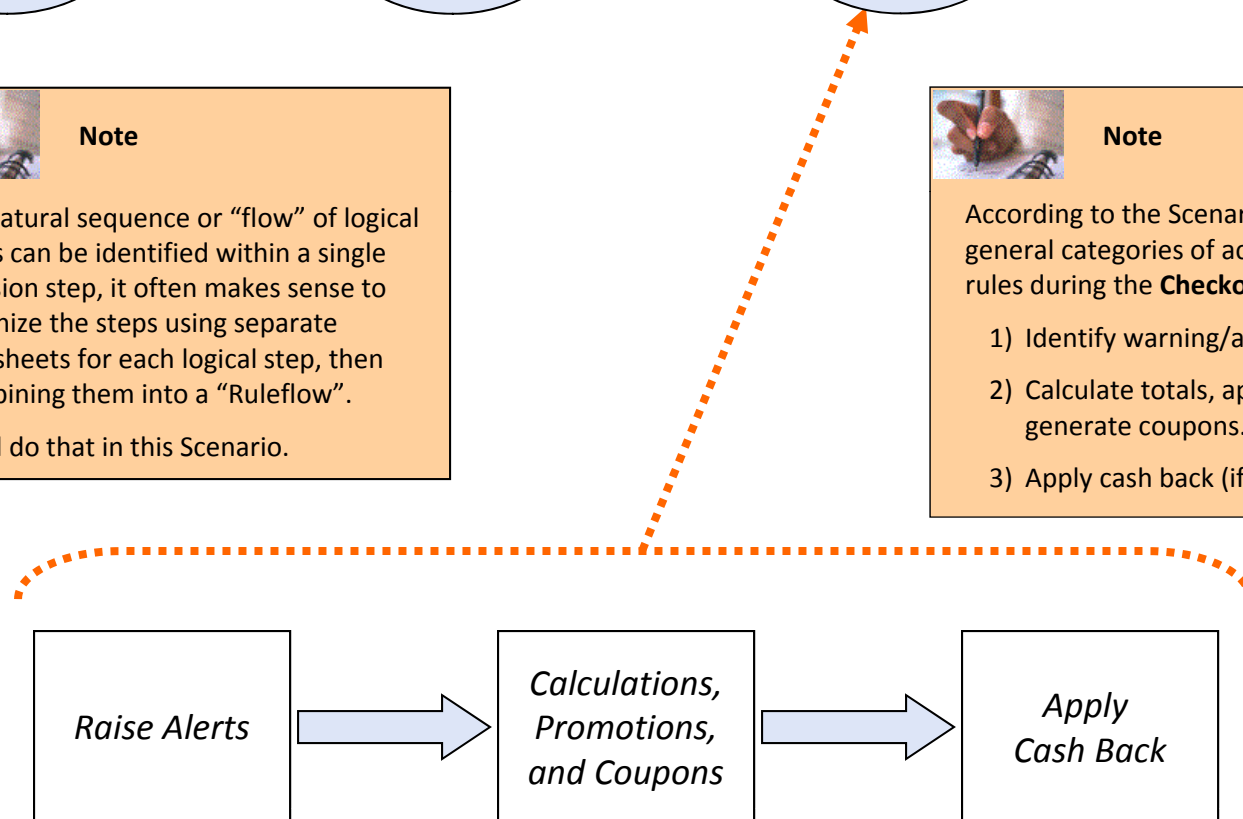 Note
atural sequence or “flow” of logical
s can be identified within a single
sion step, it often makes sense to
nize the steps using separate
sheets for each logical step, then
bining them into a “Ruleflow”.
l do that in this Scenario.
Note
According to the Scenar
general categories of ac
rules during the Checko
1) Identify warning/a
2) Calculate totals, ap
generate coupons.
3) Apply cash back (if
Raise Alerts
Calculations,
Promotions,
and Coupons
Apply
Cash Back